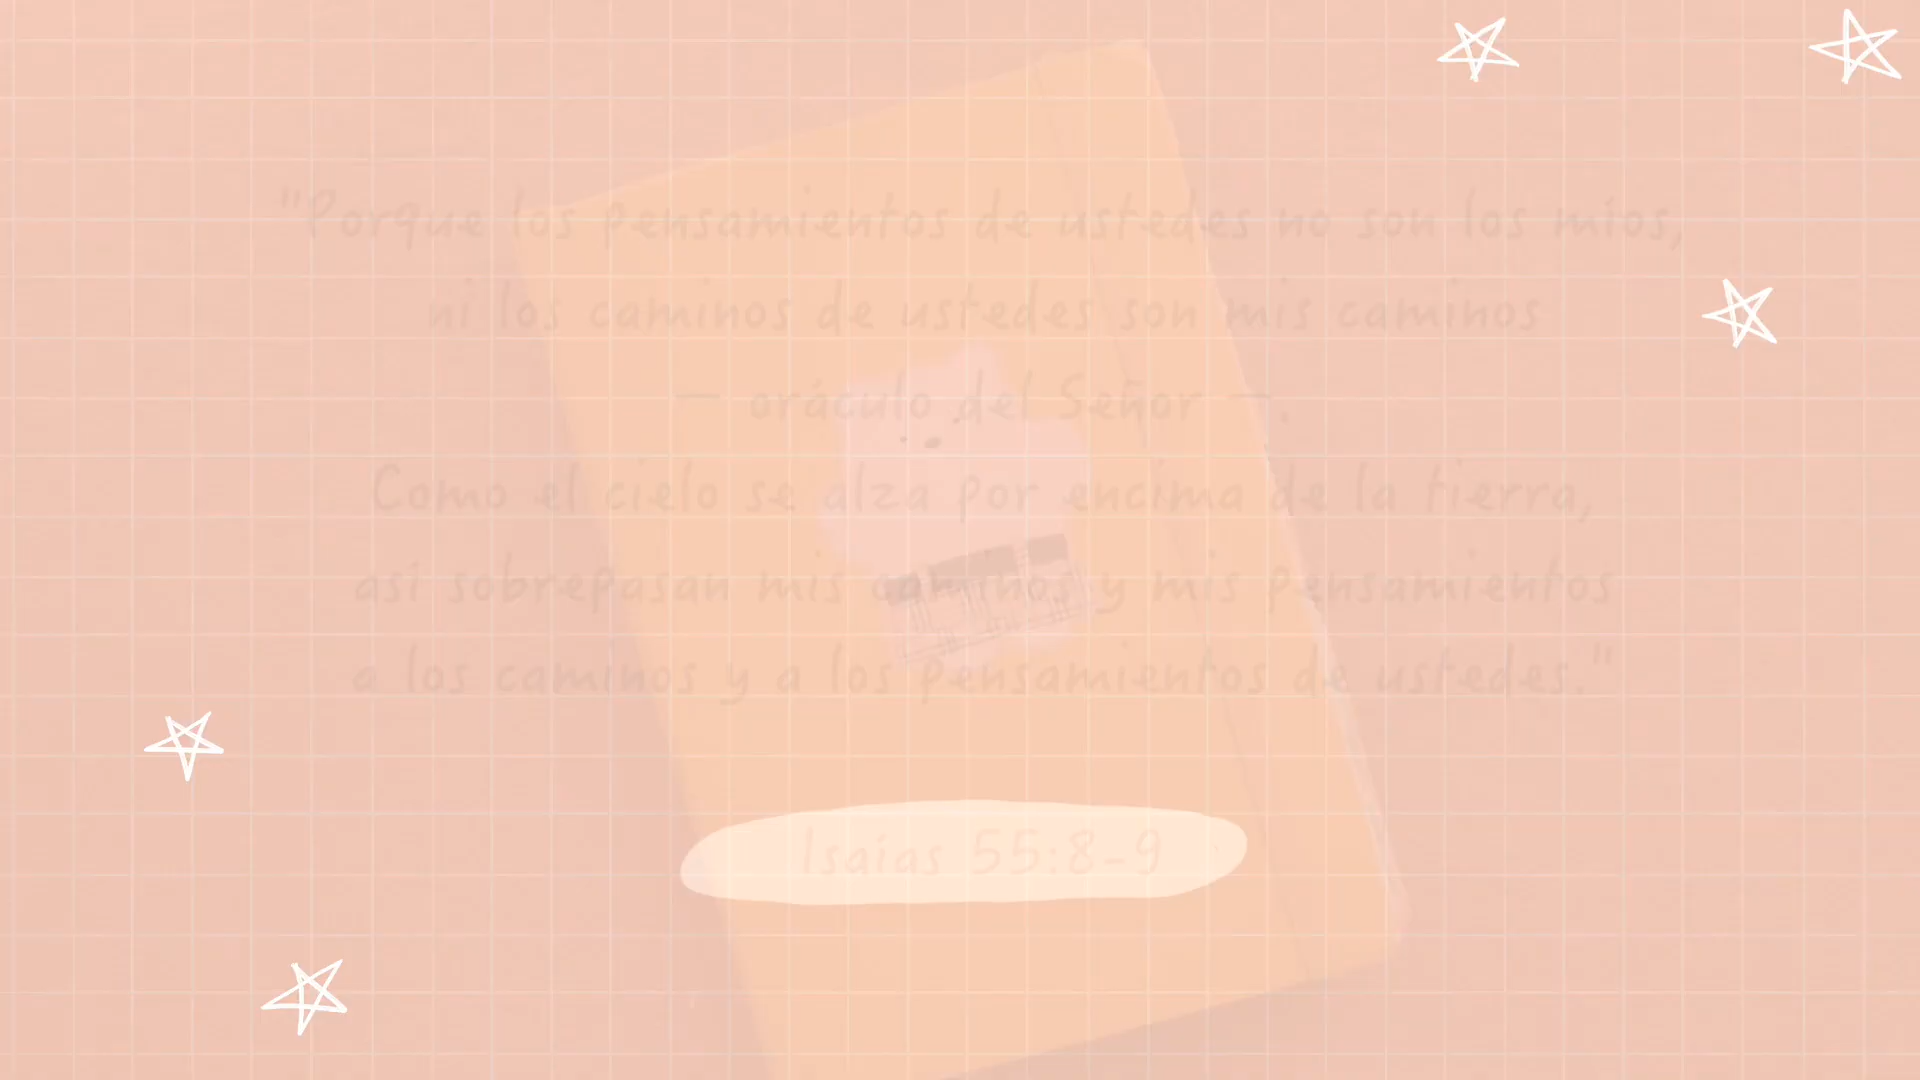 "Porque los pensamientos de ustedes no son los míos,
ni los caminos de ustedes son mis caminos
— oráculo del Señor —.
Como el cielo se alza por encima de la tierra,
así sobrepasan mis caminos y mis pensamientos
a los caminos y a los pensamientos de ustedes."
Isaías 55:8-9